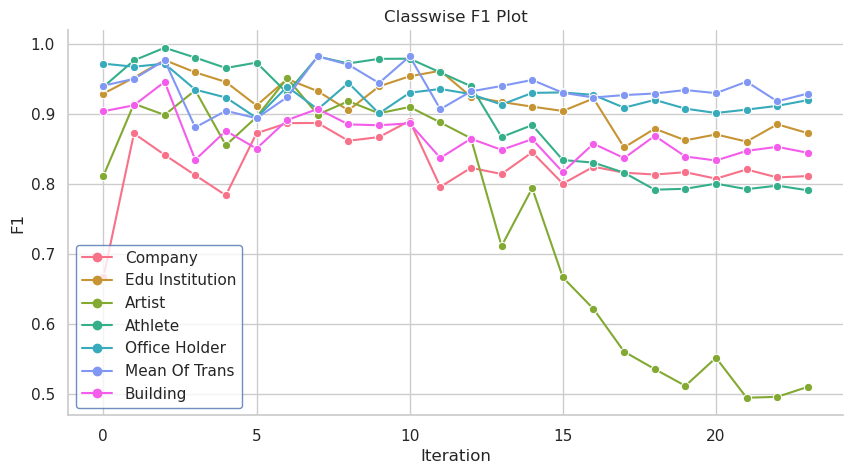 Classwise F1 Plot
1.0
0.9
0.8
0.7
0.6
0.5
F1
Company
Edu Institution
Artist
Athlete
Office Holder
Mean Of Trans
Building
0 5 10 15 20
Iteration